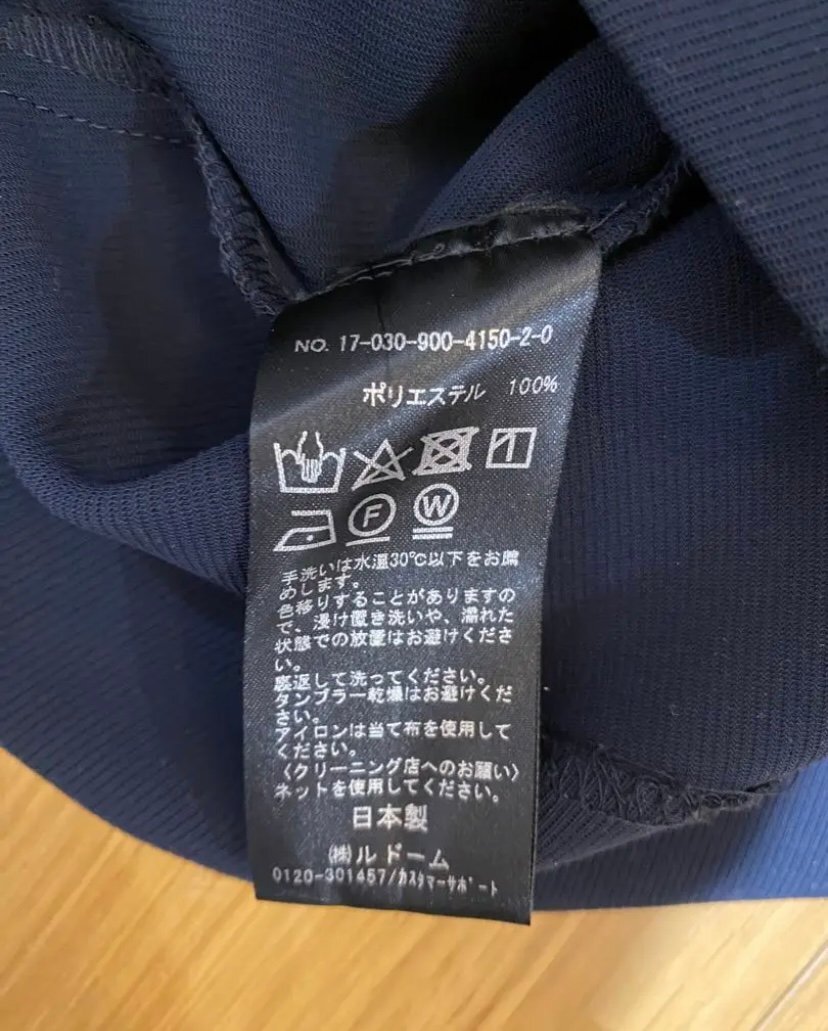 NO. 17-030-900-4150-2-0
ポリエステル 100%
F W
手洗いは水温30℃以下をお薦
めします。
色移りすることがありますの
で、浸け置き洗いや、濡れた
状態での放置はお避けくださ
い。
裏返して洗ってください。
タンブラー乾燥はお避けくだ
さい。
アイロンは当て布を使用して
ください。
〈クリーニング店へのお願い〉
ネットを使用してください。
日本製
㈱ルドーム
0120-301457/カスタマーサポート